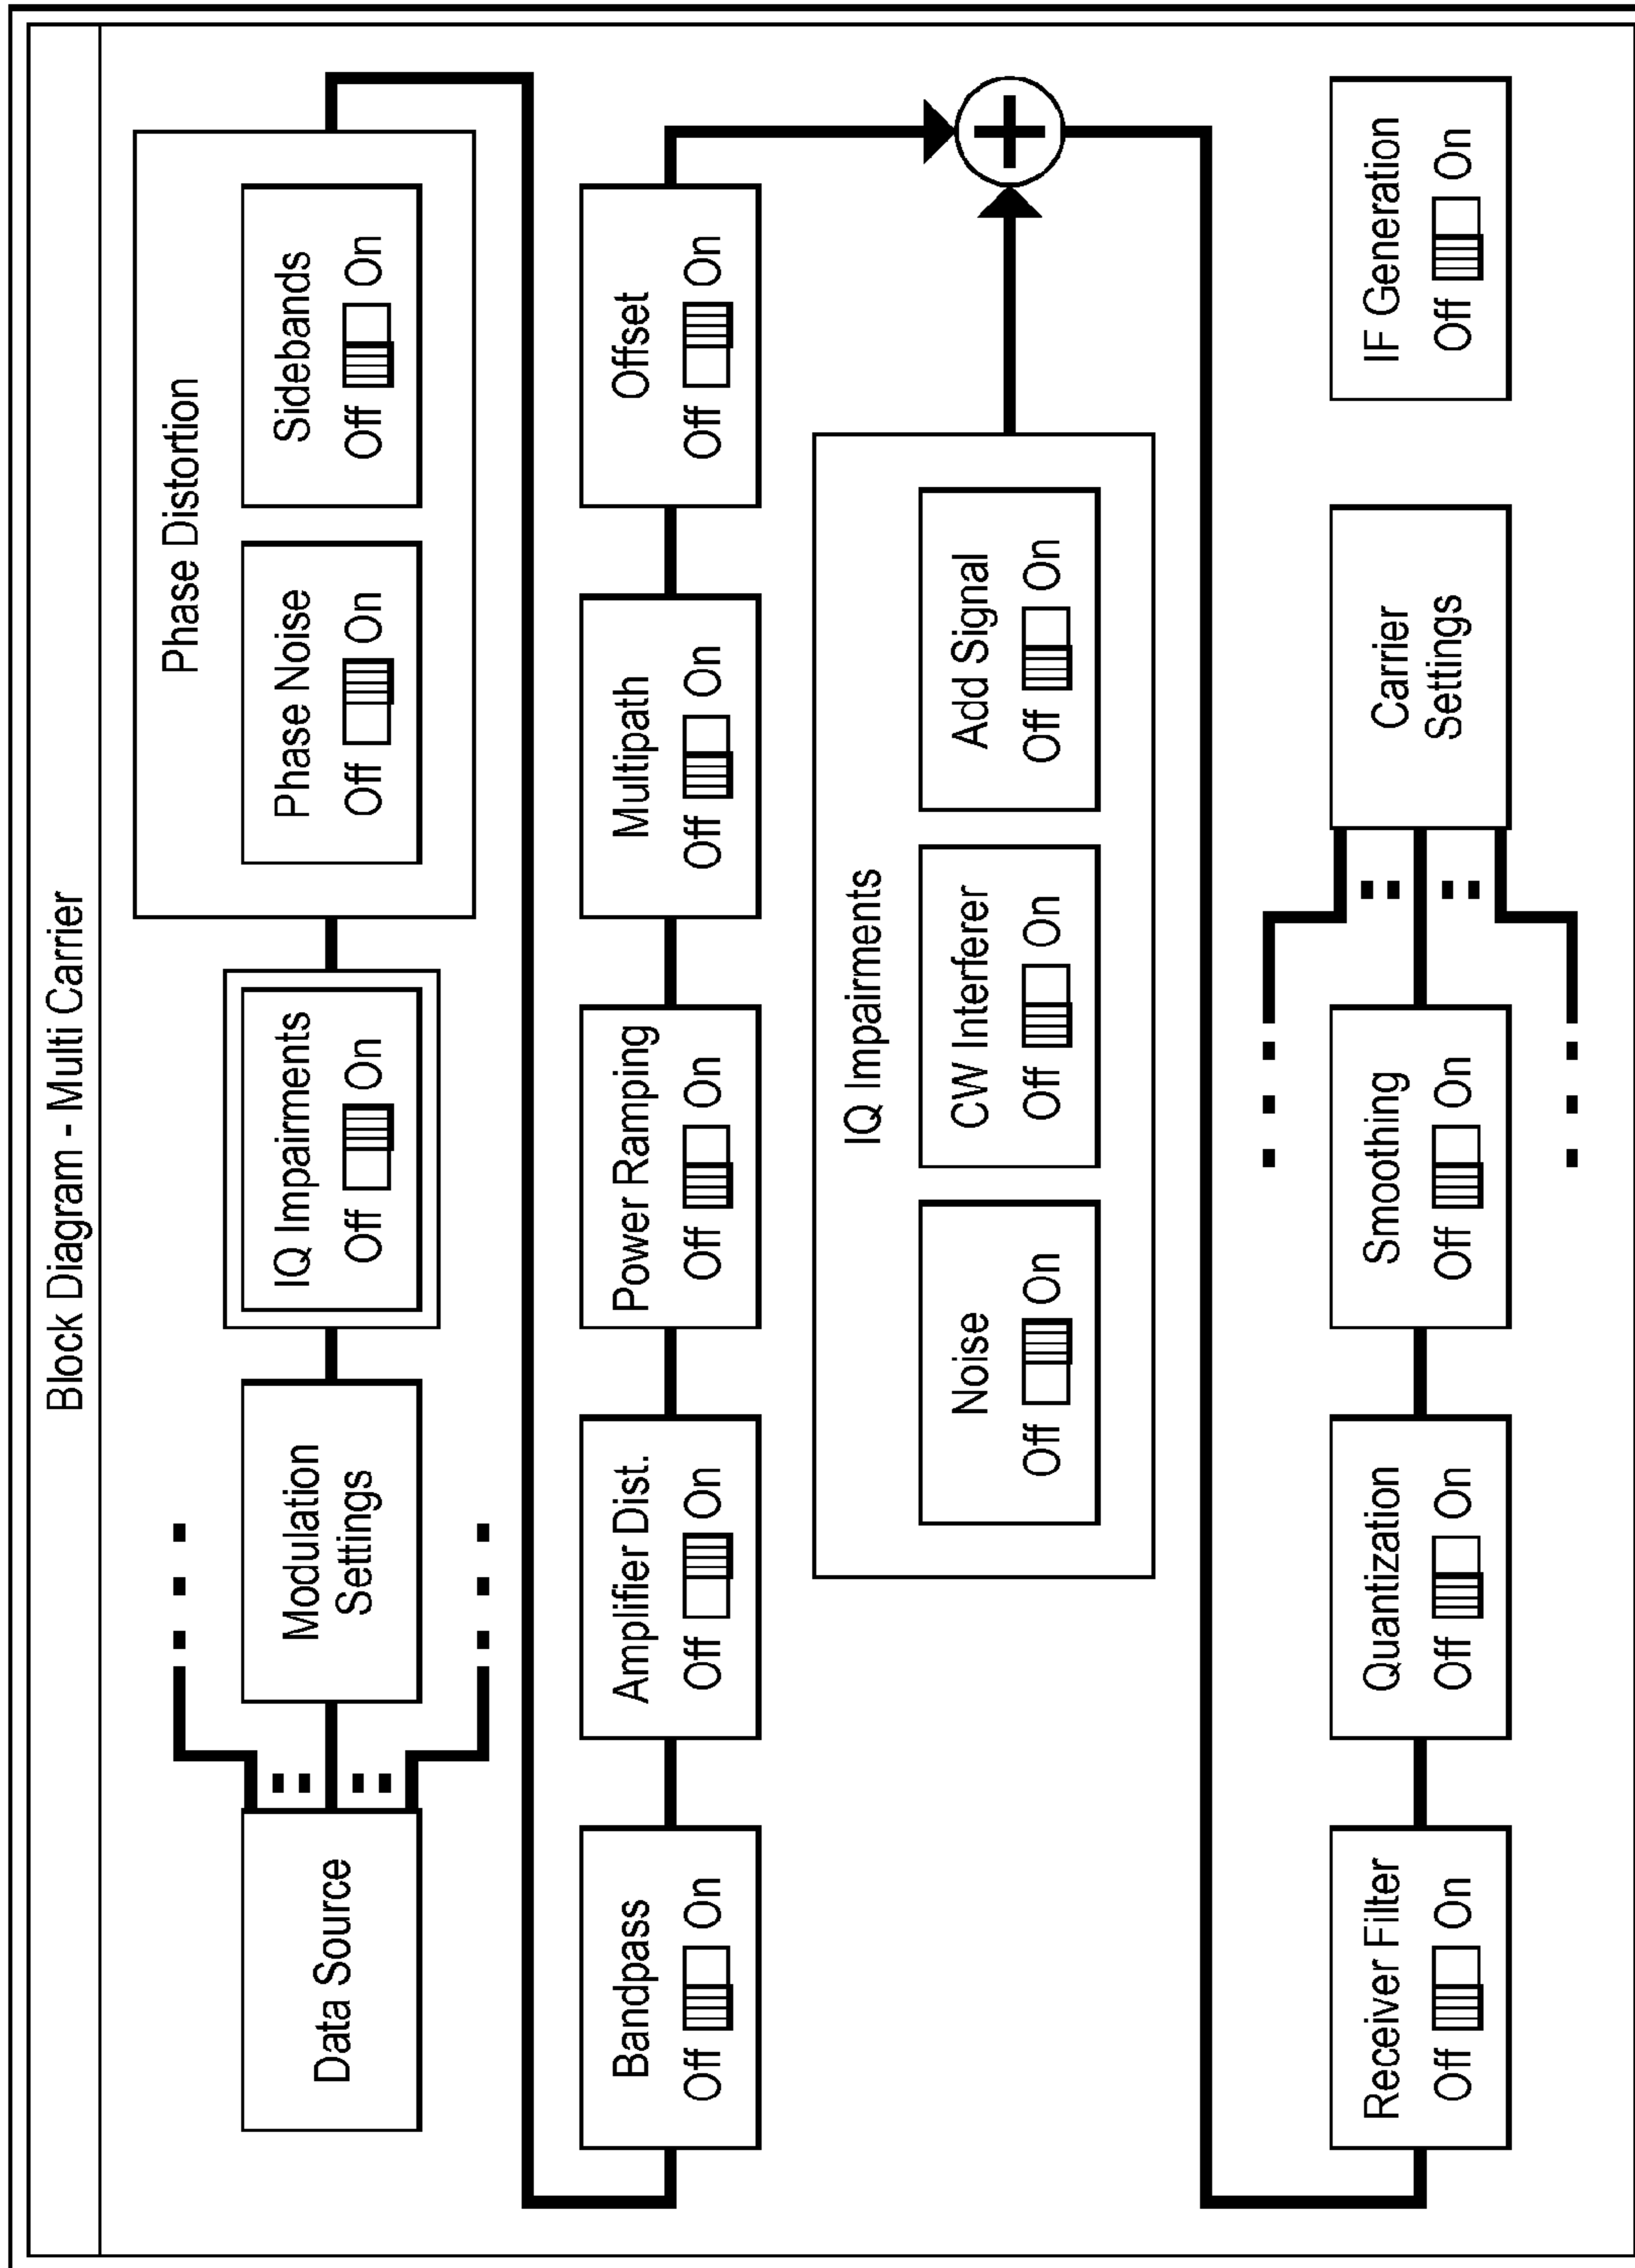 Block Diagram - Multi Carrier
Data Source
Modulation
Settings
IQ Impairments
Off On
Phase Distortion
Phase Noise
Off On
Sidebands
Off On
Bandpass
Off On
Amplifier Dist.
Off On
Power Ramping
Off On
Multipath
Off On
Offset
Off On
IQ Impairments
Noise
Off On
CW Interferer
Off On
Add Signal
Off On
Receiver Filter
Off On
Quantization
Off On
Smoothing
Off On
Carrier
Settings
IF Generation
Off On